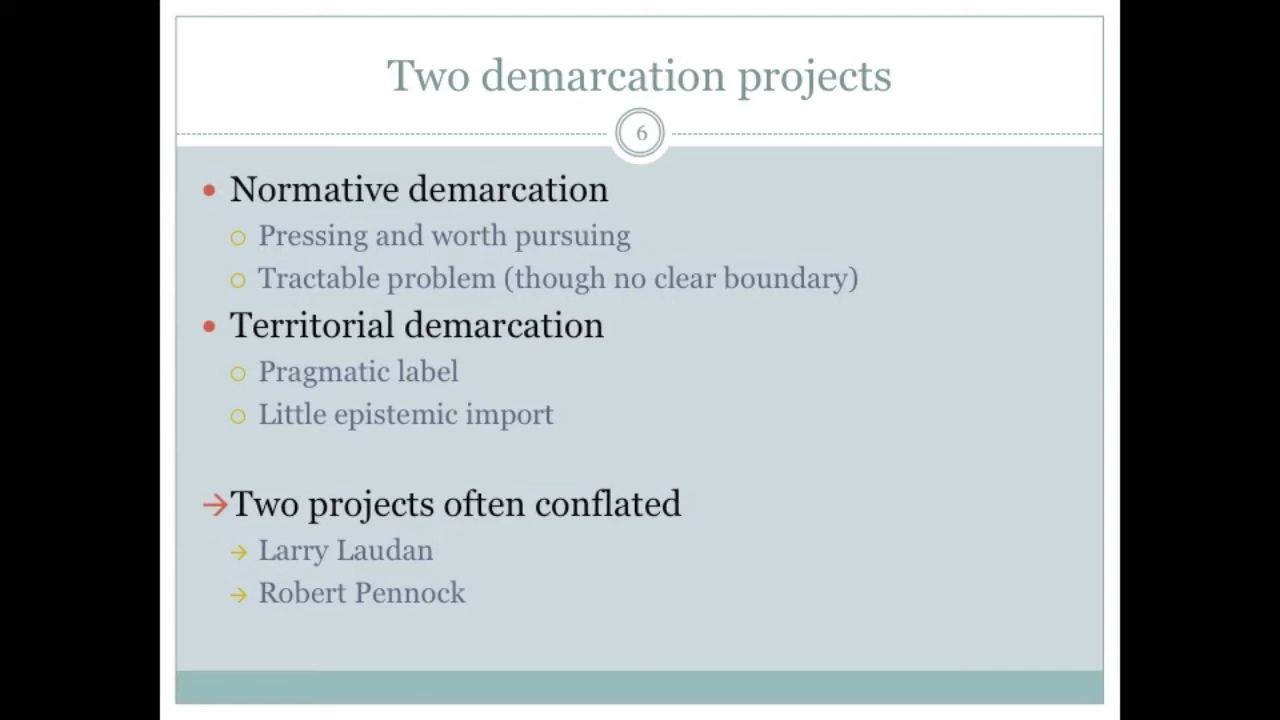 Two demarcation projects
6
Normative demarcation
Pressing and worth pursuing
Tractable problem (though no clear boundary)
Territorial demarcation
Pragmatic label
Little epistemic import
→Two projects often conflated
→ Larry Laudan
→ Robert Pennock